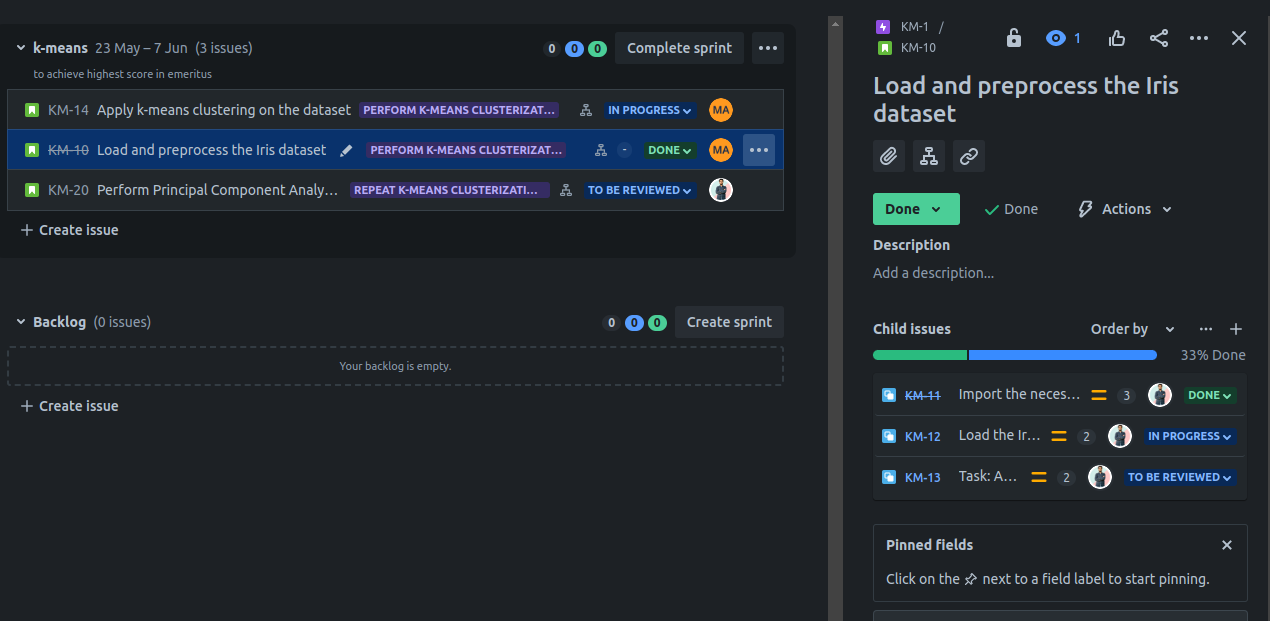 k-means 23 May – 7 Jun (3 issues) 0 0 0 Complete sprint
to achieve highest score in emeritus
KM-14 Apply k-means clustering on the dataset PERFORM K-MEANS CLUSTERIZAT... IN PROGRESS MA
KM-10 Load and preprocess the Iris dataset PERFORM K-MEANS CLUSTERIZAT... - DONE MA
KM-20 Perform Principal Component Analy... REPEAT K-MEANS CLUSTERIZATI... TO BE REVIEWED
+ Create issue
Backlog (0 issues) 0 0 0 Create sprint
Your backlog is empty.
+ Create issue
KM-1 /
KM-10
1
Load and preprocess the Iris
dataset
Done Done Actions
Description
Add a description...
Child issues Order by
33% Done
KM-11 Import the neces... 3 DONE
KM-12 Load the Ir... 2 IN PROGRESS
KM-13 Task: A... 2 TO BE REVIEWED
Pinned fields
Click on the next to a field label to start pinning.